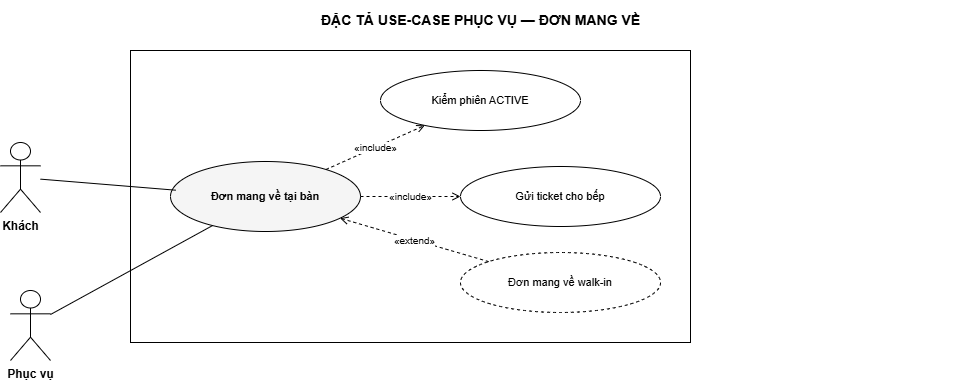 ĐẶC TẢ USE-CASE PHỤC VỤ — ĐƠN MANG VỀ
Kiểm phiên ACTIVE
«include»
Khách
Đơn mang về tại bàn
«include»
Gửi ticket cho bếp
«extend»
Đơn mang về walk-in
Phục vụ